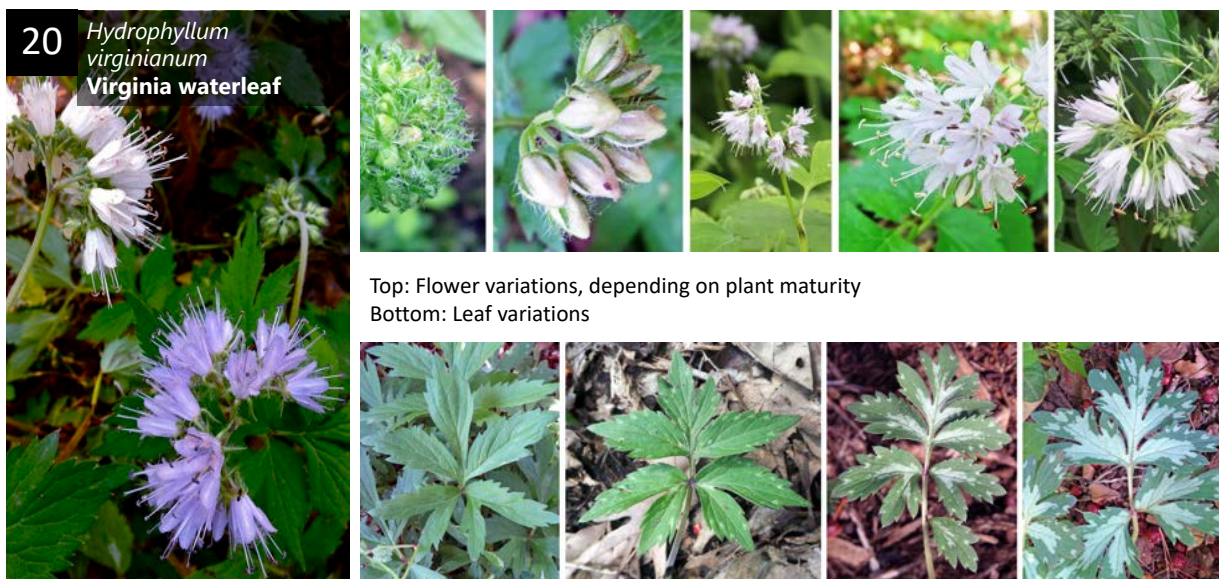 20
Hydrophyllum
virginianum
Virginia waterleaf
Top: Flower variations, depending on plant maturity
Bottom: Leaf variations